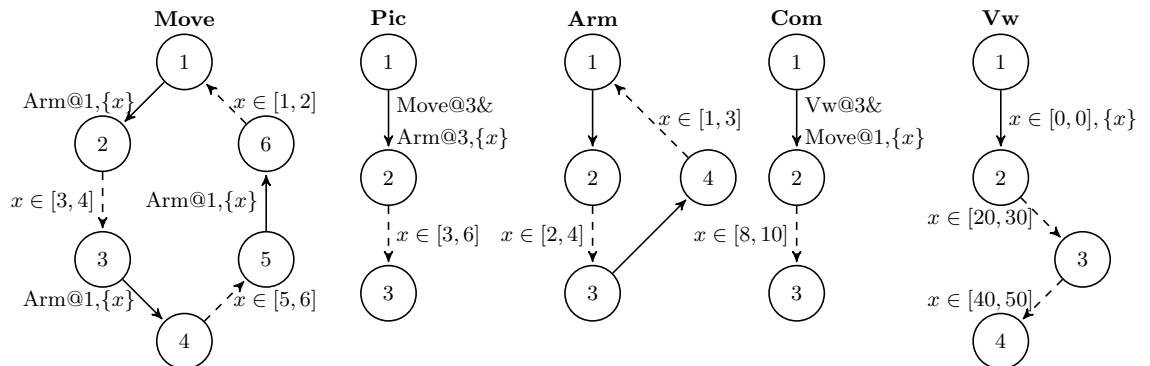 Move
Pic
Arm
Com
Vw
1
1
1
1
1
Arm@1,{x}
x ∈ [1, 2]
Move@3&
Arm@3,{x}
x ∈ [1, 3]
Vw@3&
Move@1,{x}
x ∈ [0, 0], {x}
2
6
2
2
4
2
2
x ∈ [3, 4]
Arm@1,{x}
x ∈ [3, 6]
x ∈ [2, 4]
x ∈ [8, 10]
x ∈ [20, 30]
3
5
3
3
3
3
Arm@1,{x}
x ∈ [5, 6]
x ∈ [40, 50]
4
4